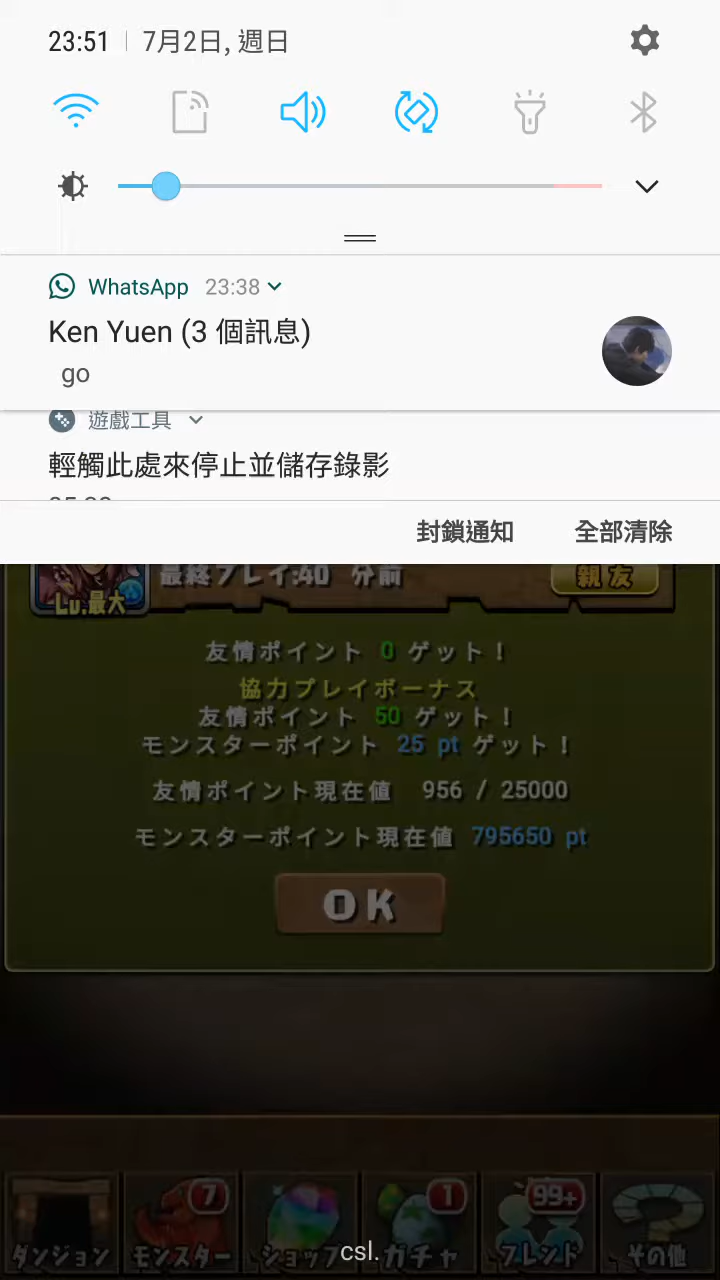 23:51 7月2日, 週日
WhatsApp 23:38
Ken Yuen (3 個訊息)
go
遊戲工具
輕觸此處來停止並儲存錄影
封鎖通知 全部清除
最終プレイ:40 分前
親友
Lv.最大
友情ポイント 0 ゲット！
協力プレイボーナス
友情ポイント 50 ゲット！
モンスターポイント 25 pt ゲット！
友情ポイント現在値 956 / 25000
モンスターポイント現在値 795650 pt
OK
7 1 99+
ダンジョン モンスター ショップ ガチャ フレンド その他
csl.